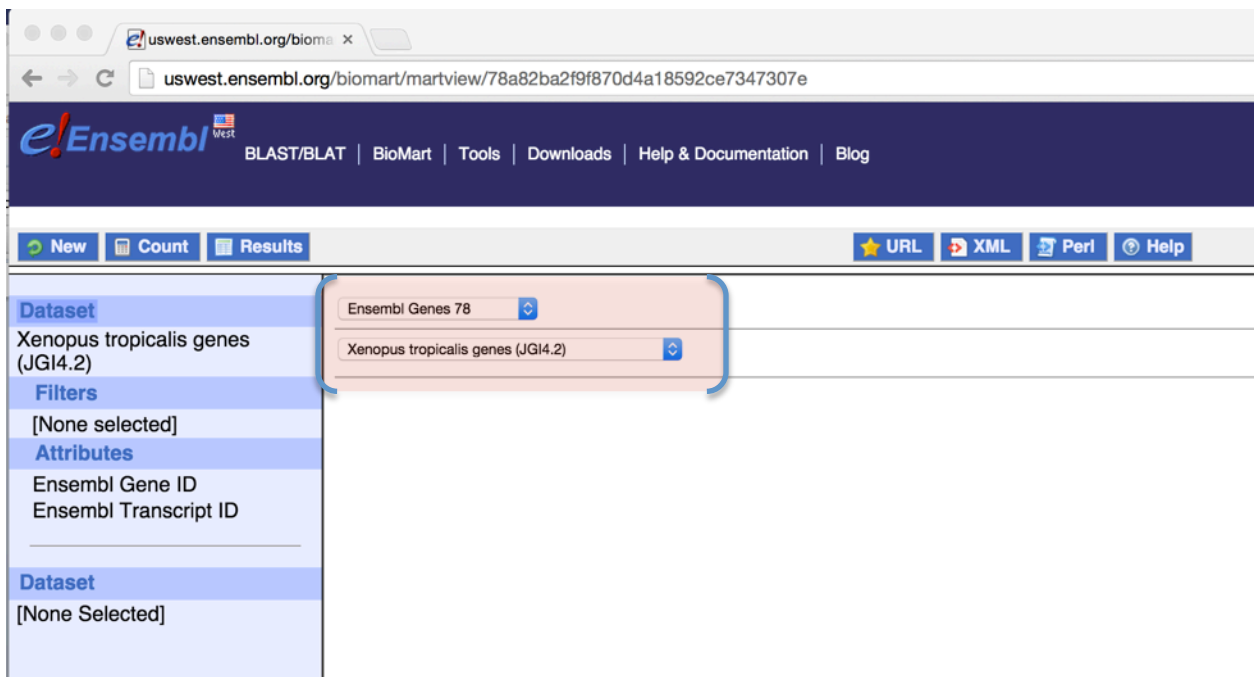 uswest.ensembl.org/bioma
uswest.ensembl.org/biomart/martview/78a82ba2f9f870d4a18592ce7347307e
e!Ensembl West
BLAST/BLAT | BioMart | Tools | Downloads | Help & Documentation | Blog
New Count Results URL XML Perl Help
Dataset
Xenopus tropicalis genes
(JGI4.2)
Filters
[None selected]
Attributes
Ensembl Gene ID
Ensembl Transcript ID
Dataset
[None Selected]
Ensembl Genes 78
Xenopus tropicalis genes (JGI4.2)